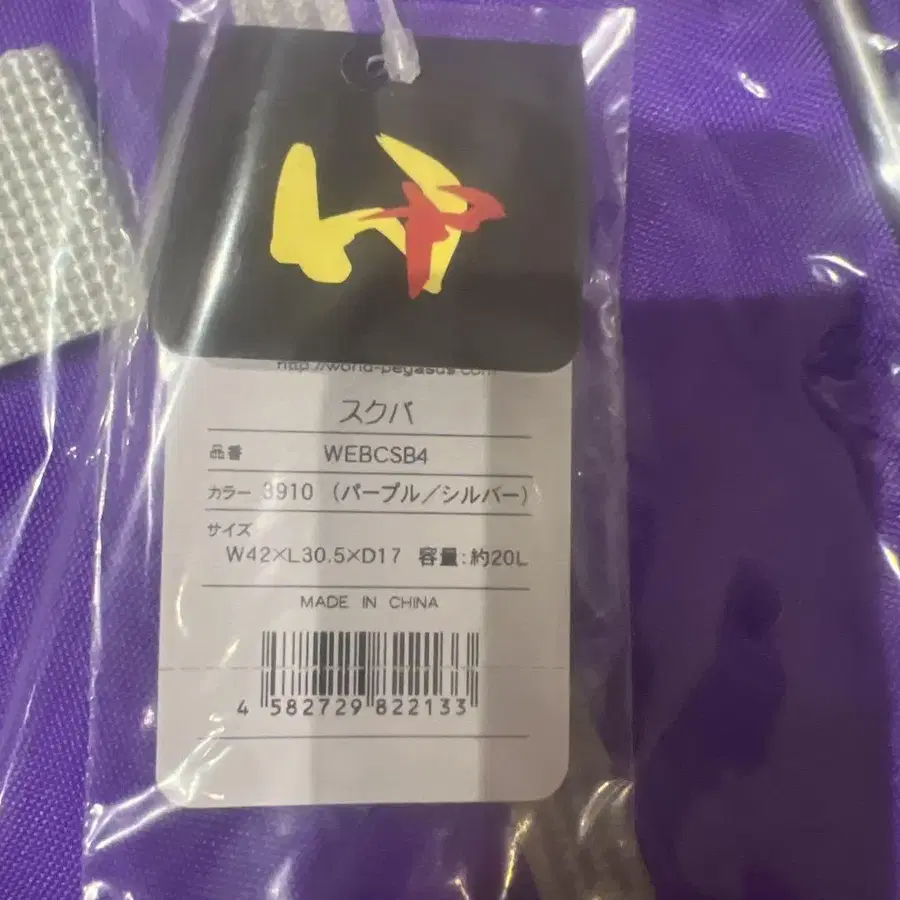 http://world-pegasus.com
スクバ
品番 WEBCSB4
カラー 3910 （パープル／シルバー）
サイズ
W42×L30.5×D17 容量：約20L
MADE IN CHINA
4 582729 822133